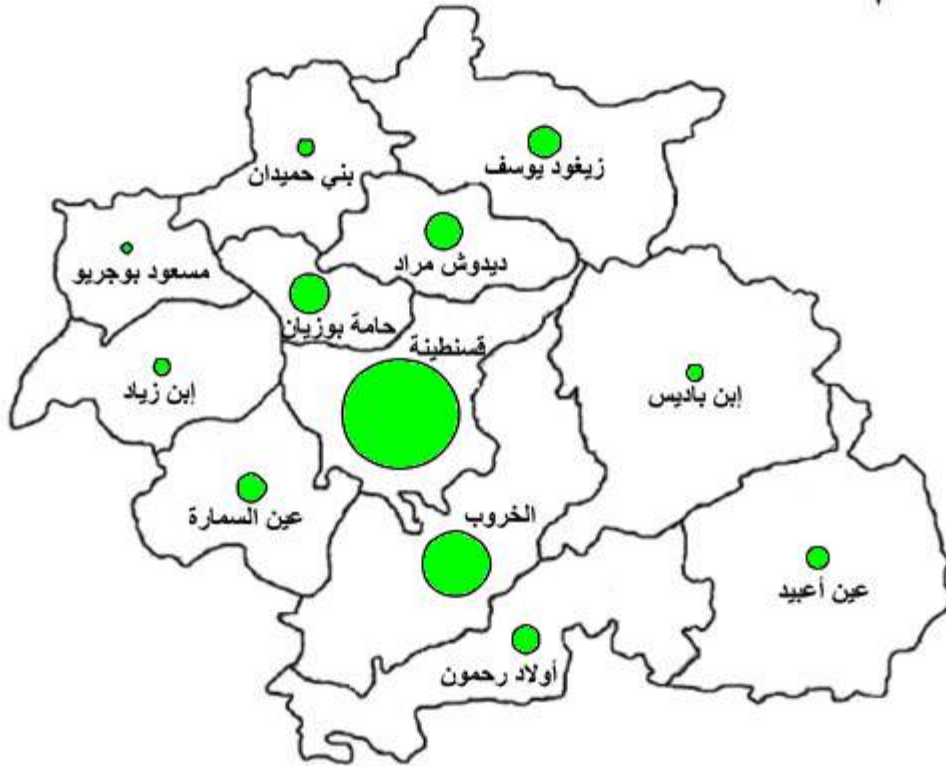 زيغود يوسف
بني حميدان
ديدوش مراد
مسعود بوجريو
حامة بوزيان
قسنطينة
إبن زياد
إبن باديس
عين السمارة
الخروب
عين أعبيد
أولاد رحمون